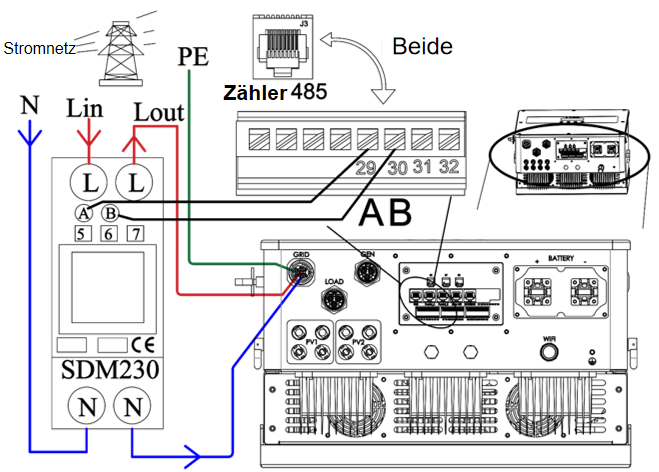 J3
Stromnetz
Beide
PE
Zähler 485
N
Lin
Lout
29 30 31 32
L
L
A
B
5
6
7
A B
GRID
GEN
LOAD
BATTERY
+
-
PV1
PV2
WIFI
CE
SDM230
N
N